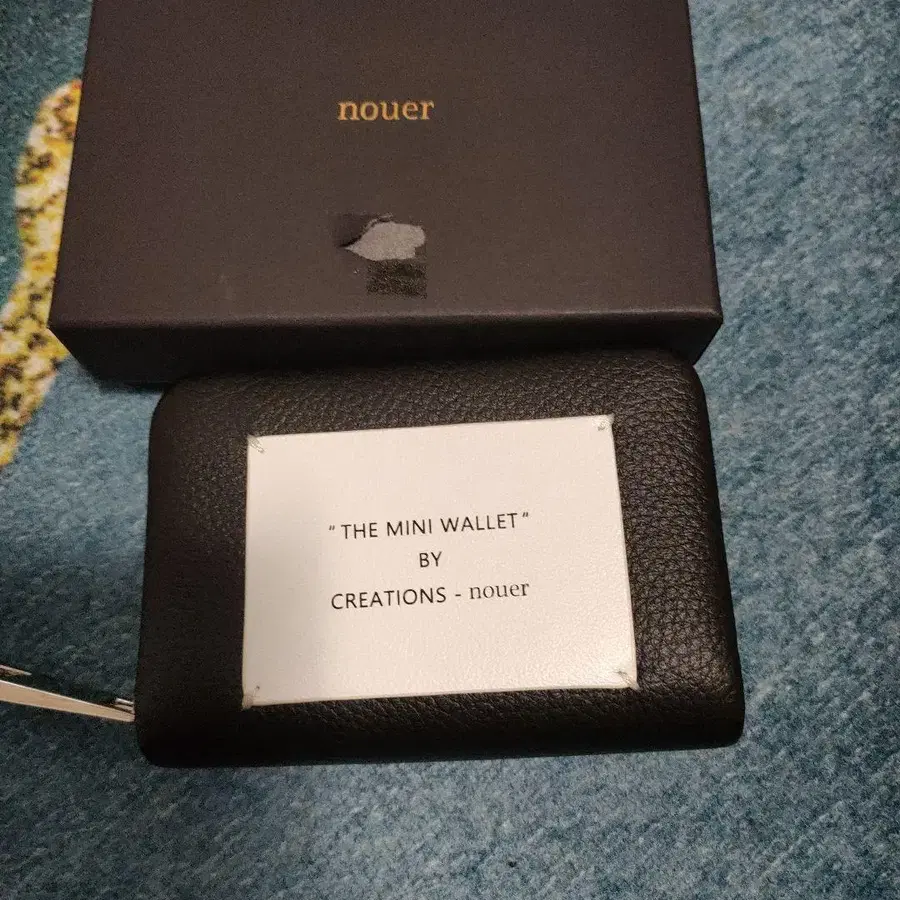 nouer
"THE MINI WALLET"
BY
CREATIONS - nouer